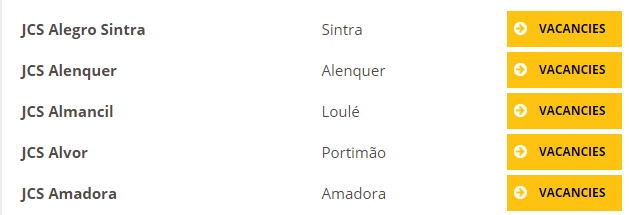 JCS Alegro Sintra Sintra VACANCIES
JCS Alenquer Alenquer VACANCIES
JCS Almancil Loulé VACANCIES
JCS Alvor Portimão VACANCIES
JCS Amadora Amadora VACANCIES